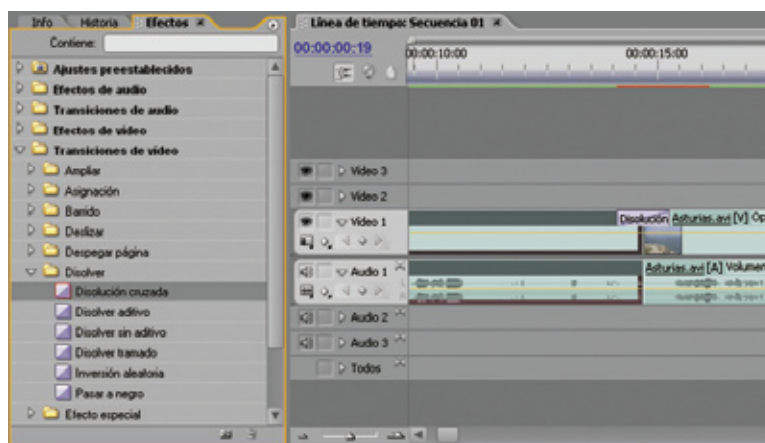 Info
Historia
Efectos
Contiene:
Ajustes preestablecidos
Efectos de audio
Transiciones de audio
Efectos de vídeo
Transiciones de vídeo
Ampliar
Asignación
Barrido
Deslizar
Despegar página
Disolver
Disolución cruzada
Disolver aditivo
Disolver sin aditivo
Disolver tramado
Inversión aleatoria
Pasar a negro
Efecto especial
Línea de tiempo: Secuencia 01
00:00:00:19
00:00:10:00
00:00:15:00
Vídeo 3
Vídeo 2
Vídeo 1
Disolución
Asturias.avi [V] Op
Audio 1
Asturias.avi [A] Volumen
L
R
Audio 2
Audio 3
Todos